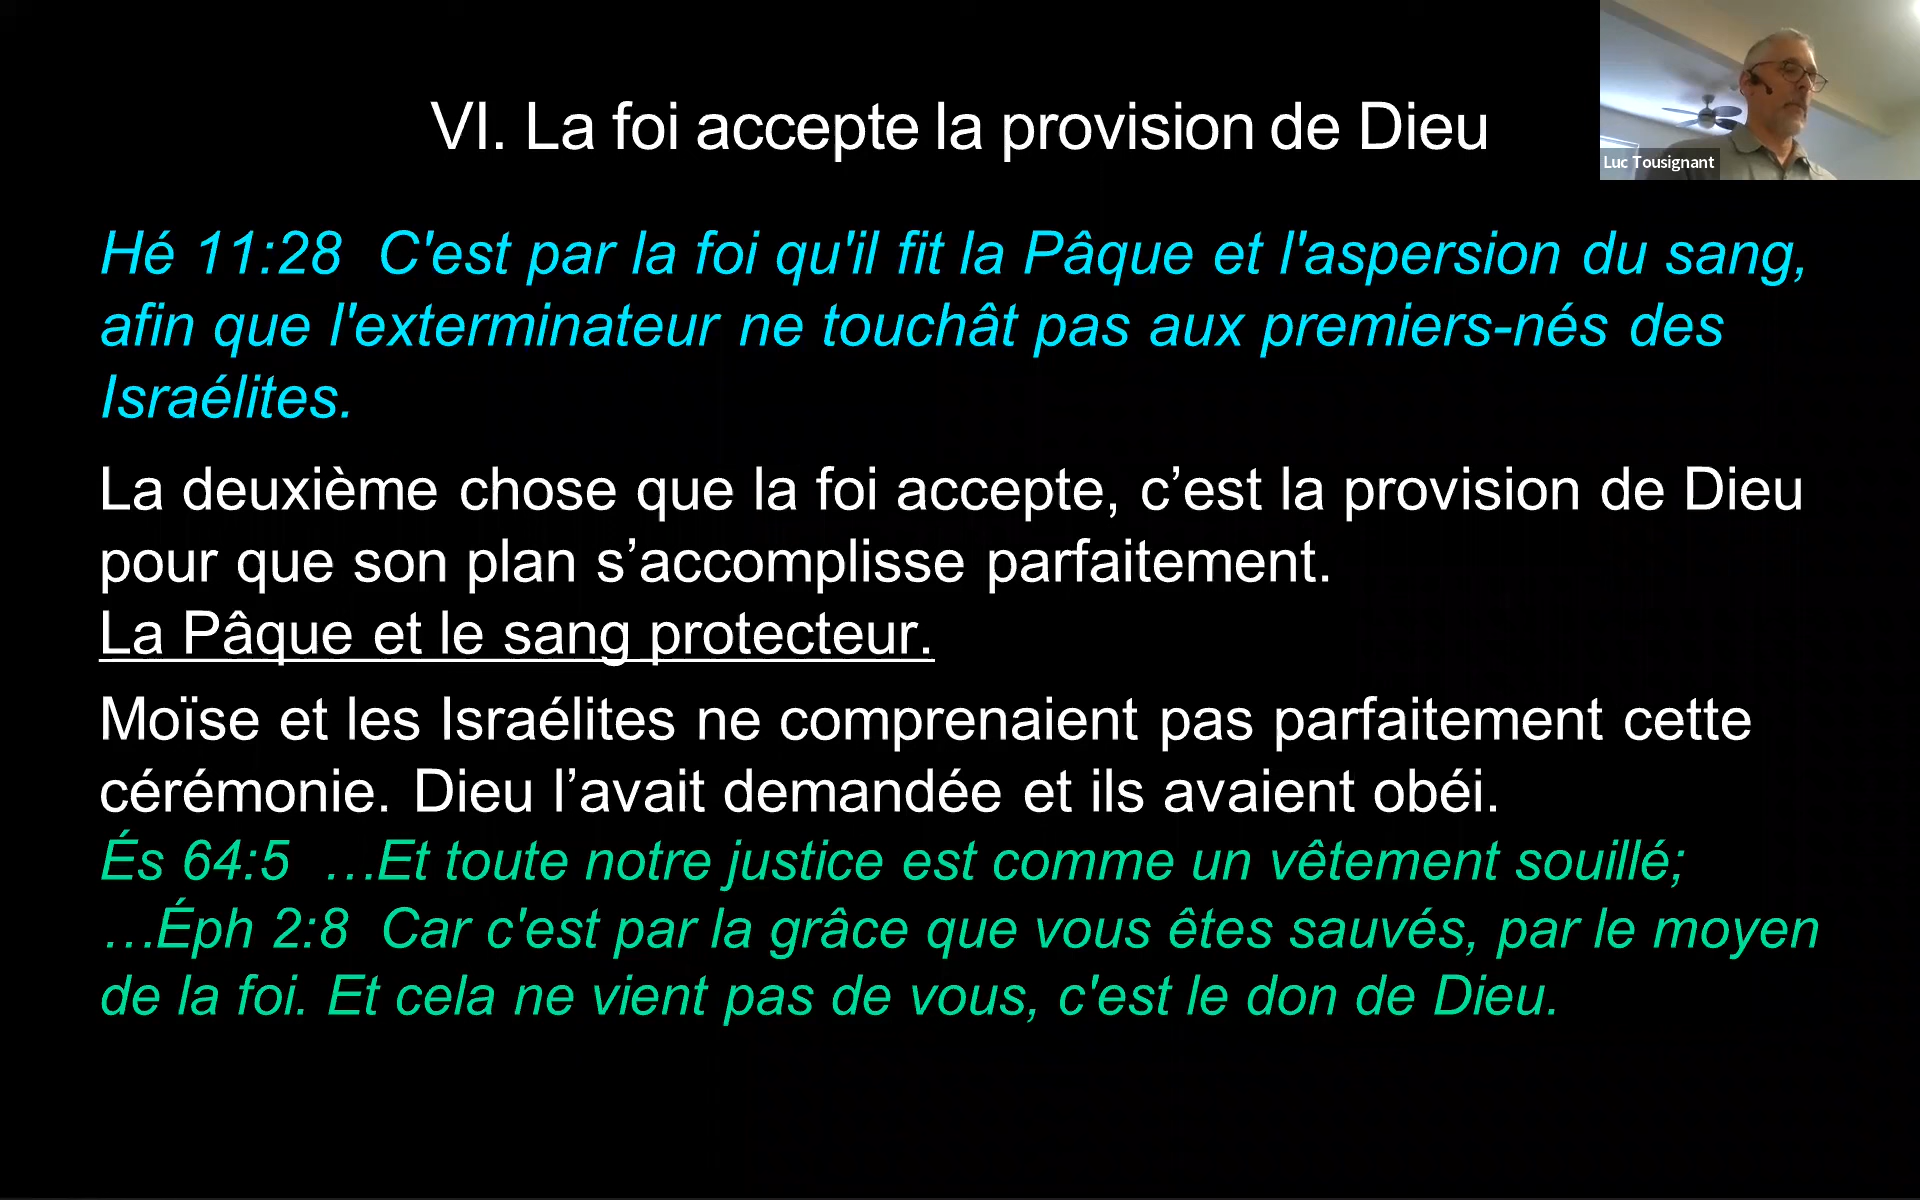 VI. La foi accepte la provision de Dieu
Luc Tousignant
Hé 11:28  C'est par la foi qu'il fit la Pâque et l'aspersion du sang,
afin que l'exterminateur ne touchât pas aux premiers-nés des
Israélites.
La deuxième chose que la foi accepte, c’est la provision de Dieu
pour que son plan s’accomplisse parfaitement.
La Pâque et le sang protecteur.
Moïse et les Israélites ne comprenaient pas parfaitement cette
cérémonie. Dieu l’avait demandée et ils avaient obéi.
És 64:5  …Et toute notre justice est comme un vêtement souillé;
…Éph 2:8  Car c'est par la grâce que vous êtes sauvés, par le moyen
de la foi. Et cela ne vient pas de vous, c'est le don de Dieu.